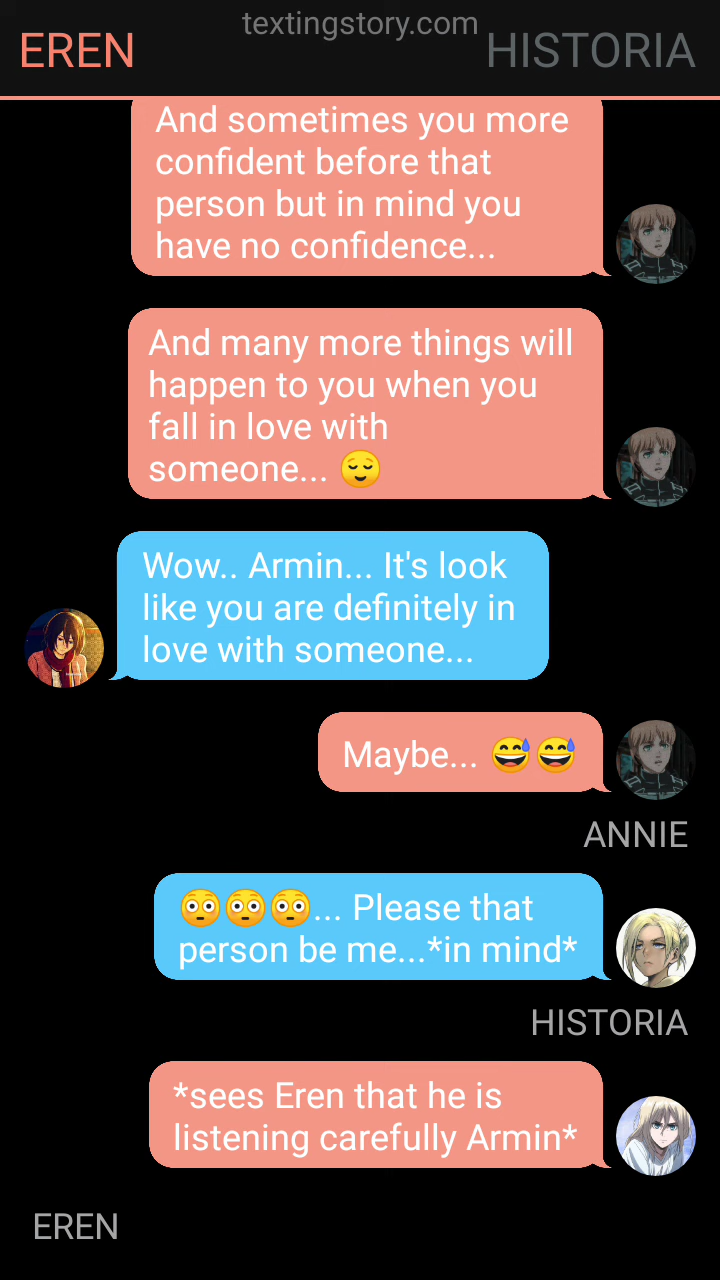 textingstory.com
EREN
HISTORIA
And sometimes you more
confident before that
person but in mind you
have no confidence...
And many more things will
happen to you when you
fall in love with
someone... 😌
Wow.. Armin... It's look
like you are definitely in
love with someone...
Maybe... 😅😅
ANNIE
😳😳😳... Please that
person be me...*in mind*
HISTORIA
*sees Eren that he is
listening carefully Armin*
EREN